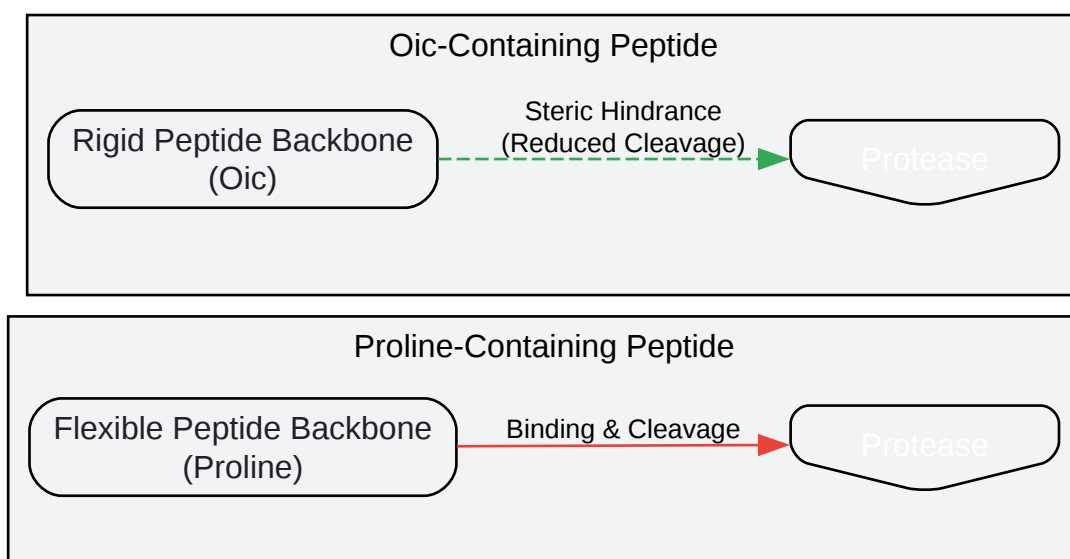 Oic-Containing Peptide
Rigid Peptide Backbone
(Oic)
Steric Hindrance
(Reduced Cleavage)
Protease
Proline-Containing Peptide
Flexible Peptide Backbone
(Proline)
Binding & Cleavage
Protease